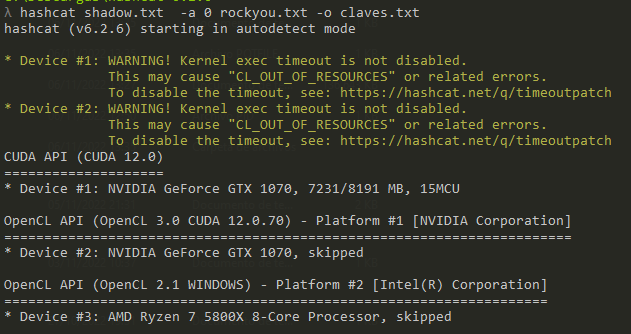 λ hashcat shadow.txt -a 0 rockyou.txt -o claves.txt
hashcat (v6.2.6) starting in autodetect mode
* Device #1: WARNING! Kernel exec timeout is not disabled.
This may cause "CL_OUT_OF_RESOURCES" or related errors.
To disable the timeout, see: https://hashcat.net/q/timeoutpatch
* Device #2: WARNING! Kernel exec timeout is not disabled.
This may cause "CL_OUT_OF_RESOURCES" or related errors.
To disable the timeout, see: https://hashcat.net/q/timeoutpatch
CUDA API (CUDA 12.0)
====================
* Device #1: NVIDIA GeForce GTX 1070, 7231/8191 MB, 15MCU
OpenCL API (OpenCL 3.0 CUDA 12.0.70) - Platform #1 [NVIDIA Corporation]
=======================================================================
* Device #2: NVIDIA GeForce GTX 1070, skipped
OpenCL API (OpenCL 2.1 WINDOWS) - Platform #2 [Intel(R) Corporation]
====================================================================
* Device #3: AMD Ryzen 7 5800X 8-Core Processor, skipped